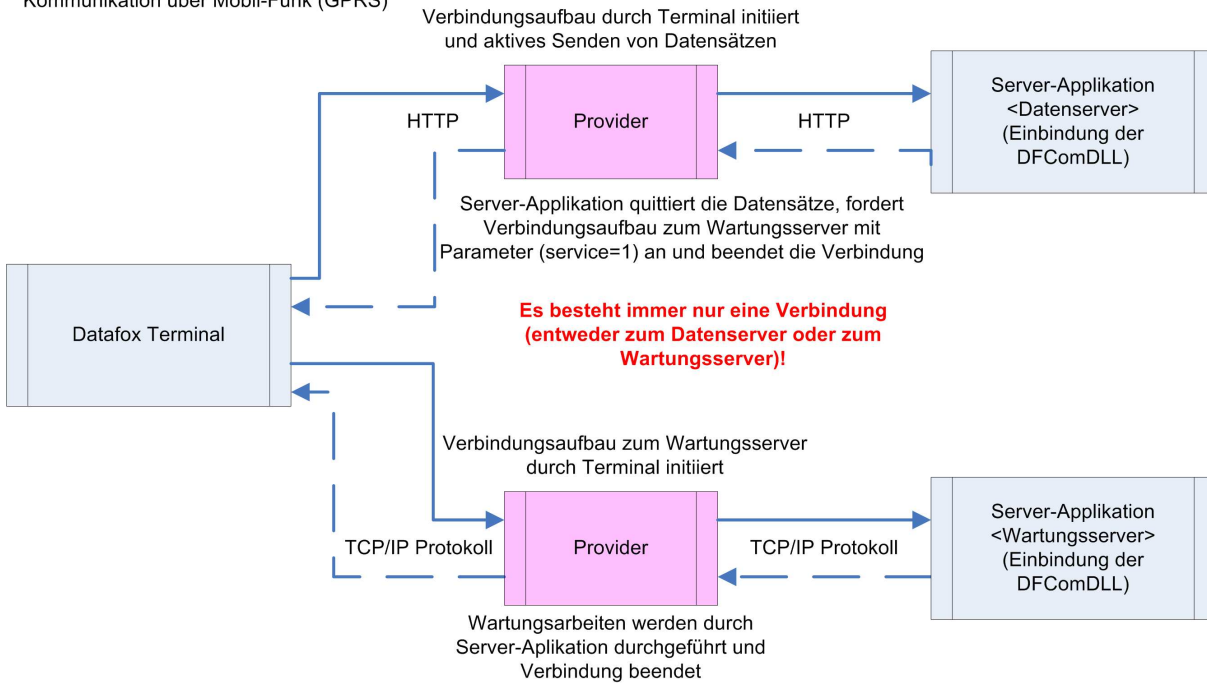 Kommunikation über Mobil-Funk (GPRS)
Verbindungsaufbau durch Terminal initiiert
und aktives Senden von Datensätzen
HTTP
Provider
HTTP
Server-Applikation
<Datenserver>
(Einbindung der
DFComDLL)
Server-Applikation quittiert die Datensätze, fordert
Verbindungsaufbau zum Wartungsserver mit
Parameter (service=1) an und beendet die Verbindung
Es besteht immer nur eine Verbindung
(entweder zum Datenserver oder zum
Wartungsserver)!
Datafox Terminal
Verbindungsaufbau zum Wartungsserver
durch Terminal initiiert
TCP/IP Protokoll
Provider
TCP/IP Protokoll
Server-Applikation
<Wartungsserver>
(Einbindung der
DFComDLL)
Wartungsarbeiten werden durch
Server-Aplikation durchgeführt und
Verbindung beendet